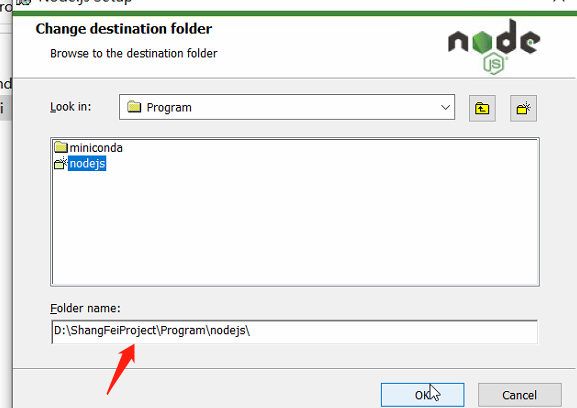 Node.js Setup
Change destination folder
Browse to the destination folder
node
JS
Look in:
Program
miniconda
nodejs
Folder name:
D:\ShangFeiProject\Program\nodejs\
OK
Cancel